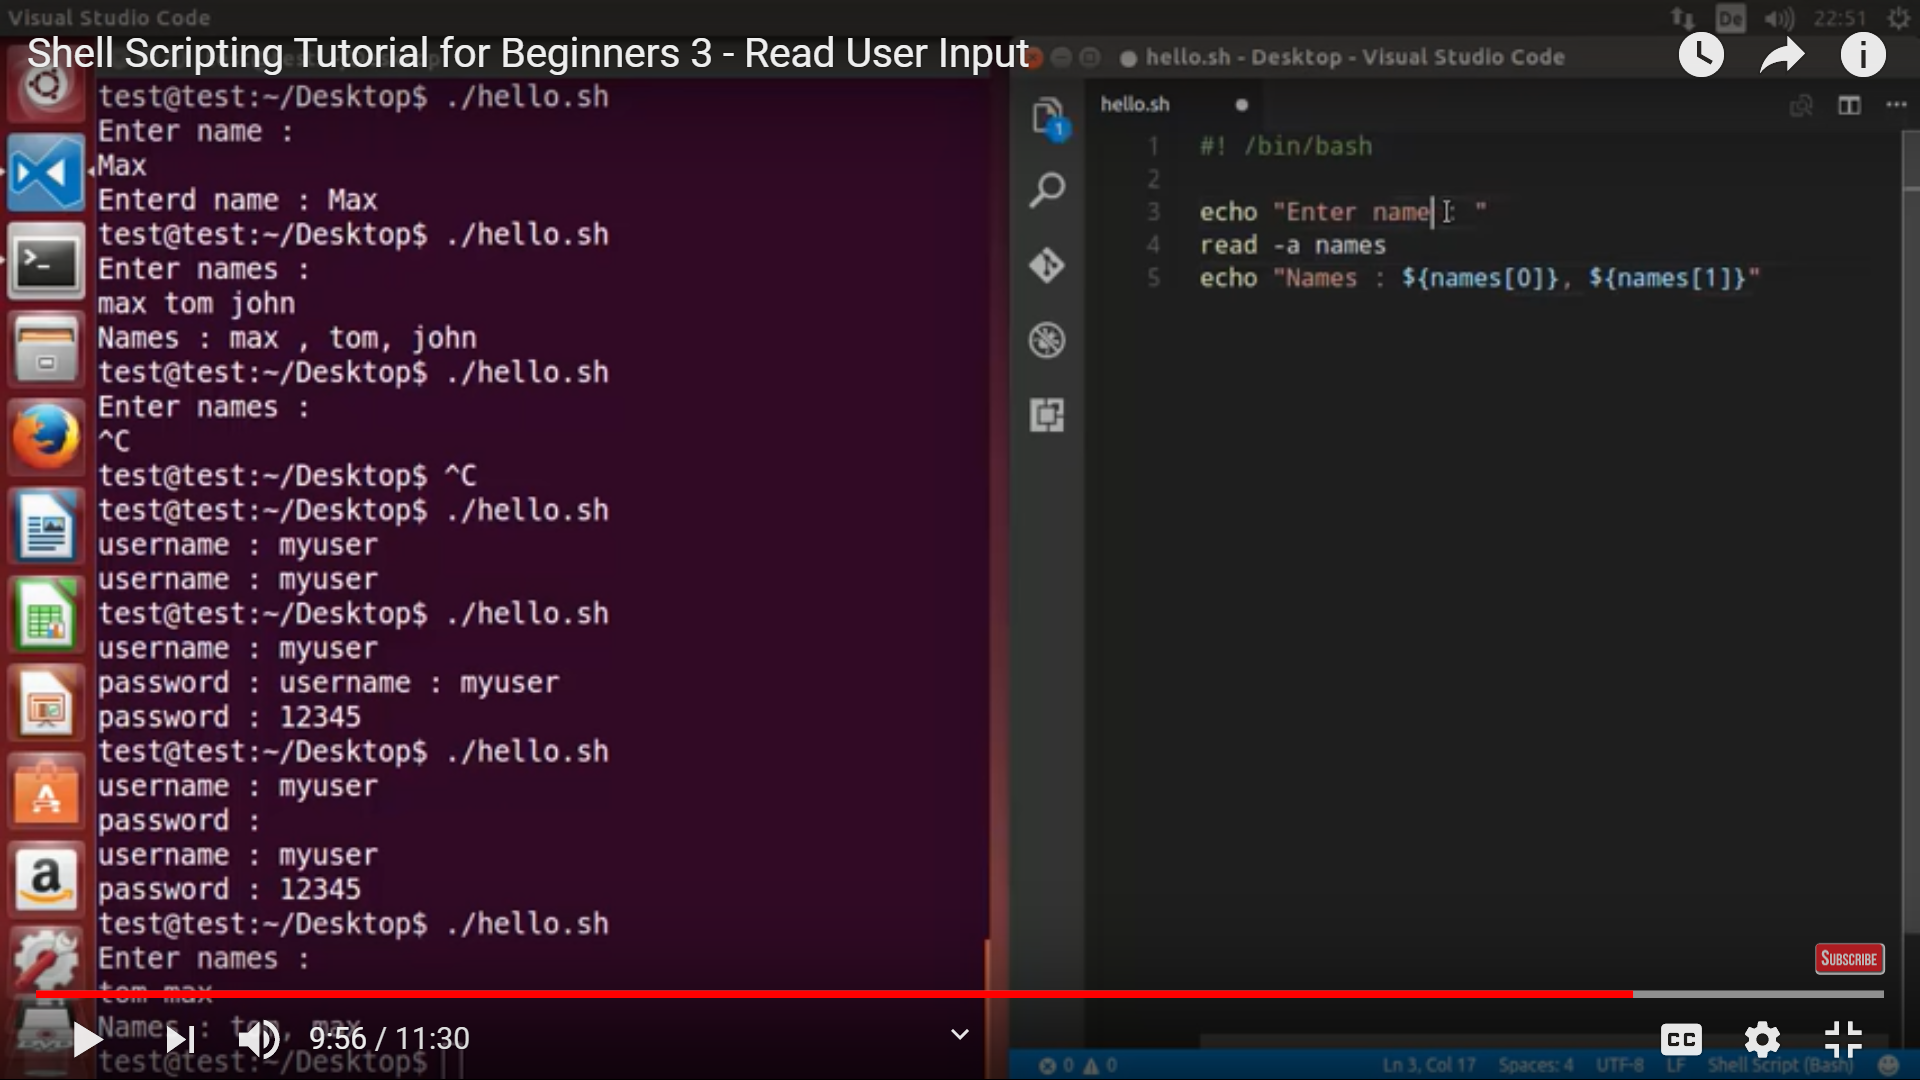 Visual Studio Code
De
22:51
Shell Scripting Tutorial for Beginners 3 - Read User Input
test@test:~/Desktop$ ./hello.sh
Enter name :
Max
Enterd name : Max
test@test:~/Desktop$ ./hello.sh
Enter names :
max tom john
Names : max , tom, john
test@test:~/Desktop$ ./hello.sh
Enter names :
^C
test@test:~/Desktop$ ^C
test@test:~/Desktop$ ./hello.sh
username : myuser
username : myuser
test@test:~/Desktop$ ./hello.sh
username : myuser
password : username : myuser
password : 12345
test@test:~/Desktop$ ./hello.sh
username : myuser
password :
username : myuser
password : 12345
test@test:~/Desktop$ ./hello.sh
Enter names :
tom max
Names : tom, max
test@test:~/Desktop$
hello.sh - Desktop - Visual Studio Code
hello.sh
1
1 #! /bin/bash
2
3 echo "Enter name : "
4 read -a names
5 echo "Names : ${names[0]}, ${names[1]}"
SUBSCRIBE
9:56 / 11:30
CC
0 0
Ln 3, Col 17 Spaces: 4 UTF-8 LF Shell Script (Bash)